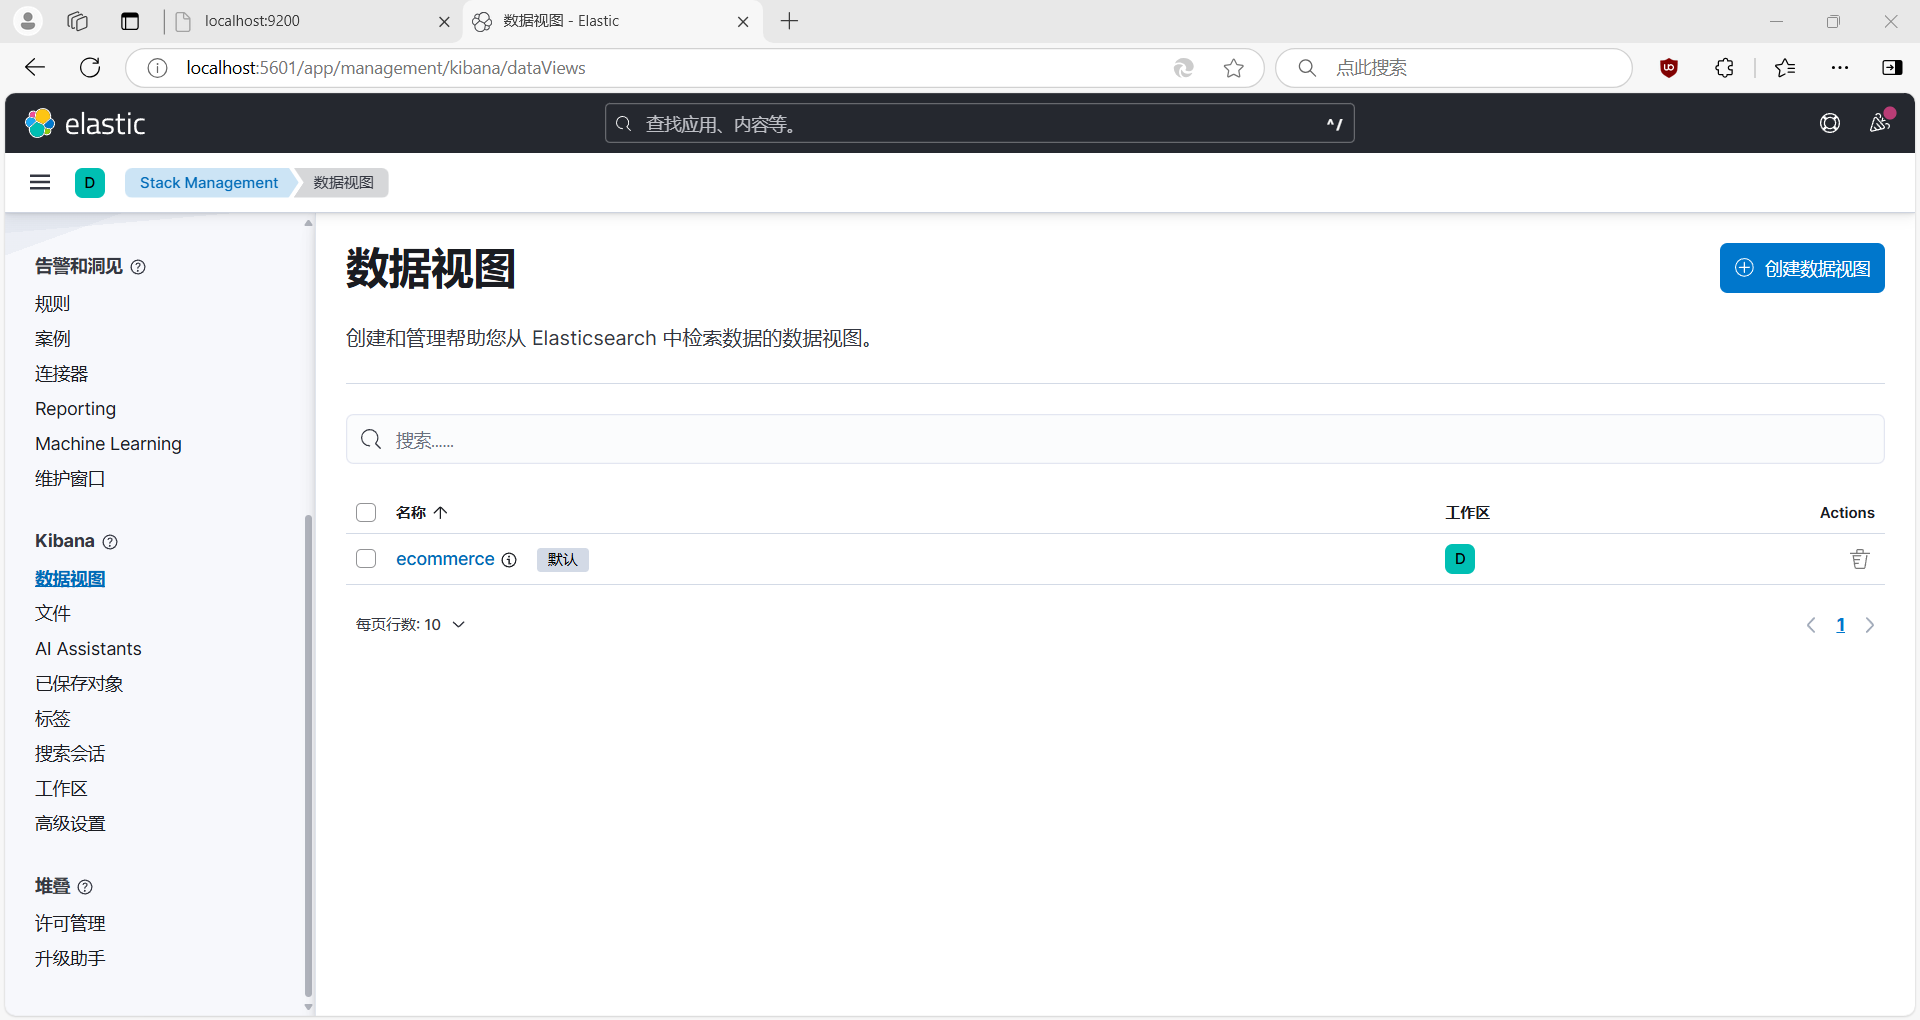 localhost:9200
数据视图 - Elastic
localhost:5601/app/management/kibana/dataViews
点此搜索
elastic
查找应用、内容等。
^/
D
Stack Management
数据视图
告警和洞见
规则
案例
连接器
Reporting
Machine Learning
维护窗口
Kibana
数据视图
文件
AI Assistants
已保存对象
标签
搜索会话
工作区
高级设置
堆叠
许可管理
升级助手
数据视图
创建数据视图
创建和管理帮助您从 Elasticsearch 中检索数据的数据视图。
搜索......
名称
工作区
Actions
ecommerce
默认
D
每页行数: 10
1